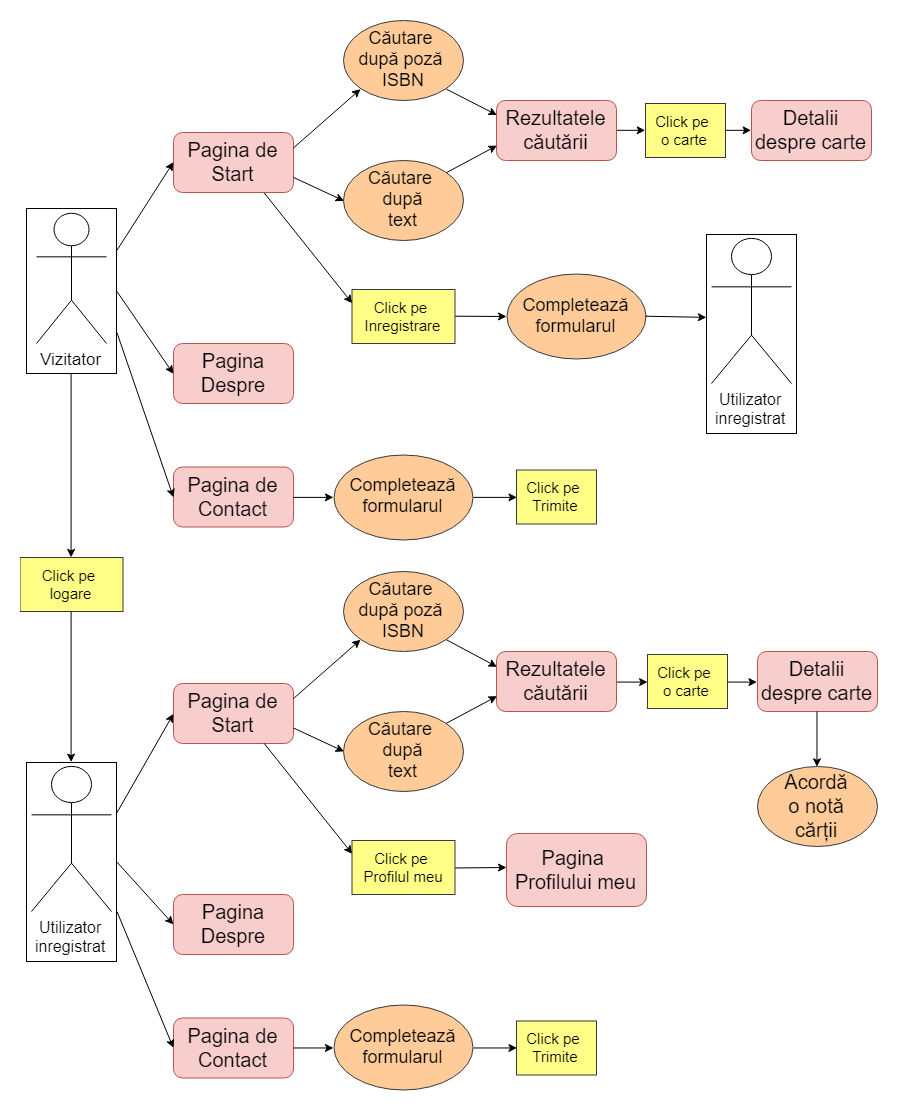 Căutare
după poză
ISBN
Rezultatele
căutării
Click pe
o carte
Detalii
despre carte
Pagina de
Start
Căutare
după
text
Click pe
Inregistrare
Completează
formularul
Utilizator
inregistrat
Vizitator
Pagina
Despre
Pagina de
Contact
Completează
formularul
Click pe
Trimite
Click pe
logare
Căutare
după poză
ISBN
Rezultatele
căutării
Click pe
o carte
Detalii
despre carte
Pagina de
Start
Căutare
după
text
Acordă
o notă
cărții
Click pe
Profilul meu
Pagina
Profilului meu
Utilizator
inregistrat
Pagina
Despre
Pagina de
Contact
Completează
formularul
Click pe
Trimite